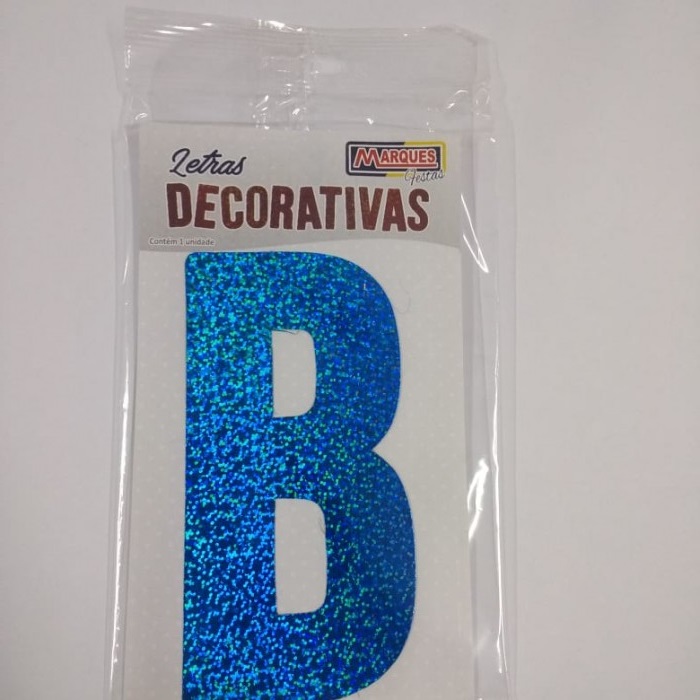 Letras
MARQUES
Festas
DECORATIVAS
Contém 1 unidade
B